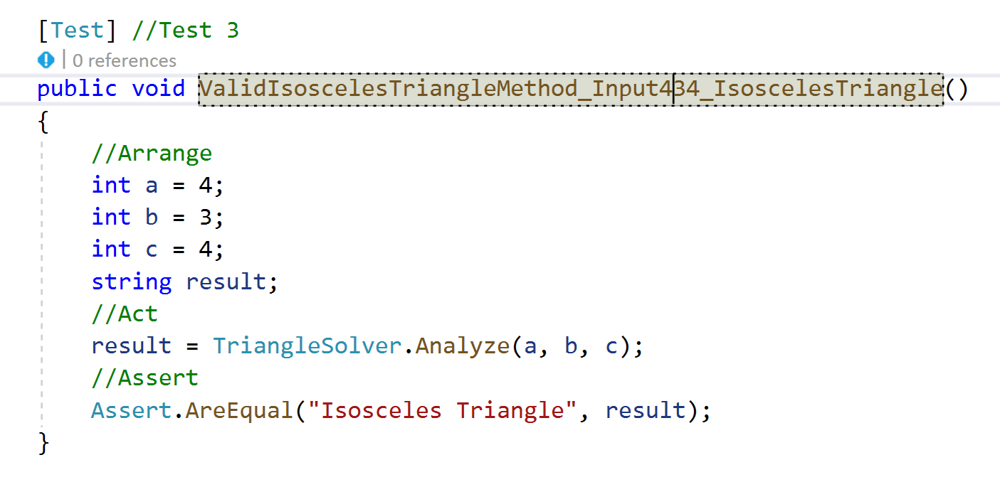 [Test] //Test 3
! | 0 references
public void ValidIsoscelesTriangleMethod_Input434_IsoscelesTriangle()
{
//Arrange
int a = 4;
int b = 3;
int c = 4;
string result;
//Act
result = TriangleSolver.Analyze(a, b, c);
//Assert
Assert.AreEqual("Isosceles Triangle", result);
}